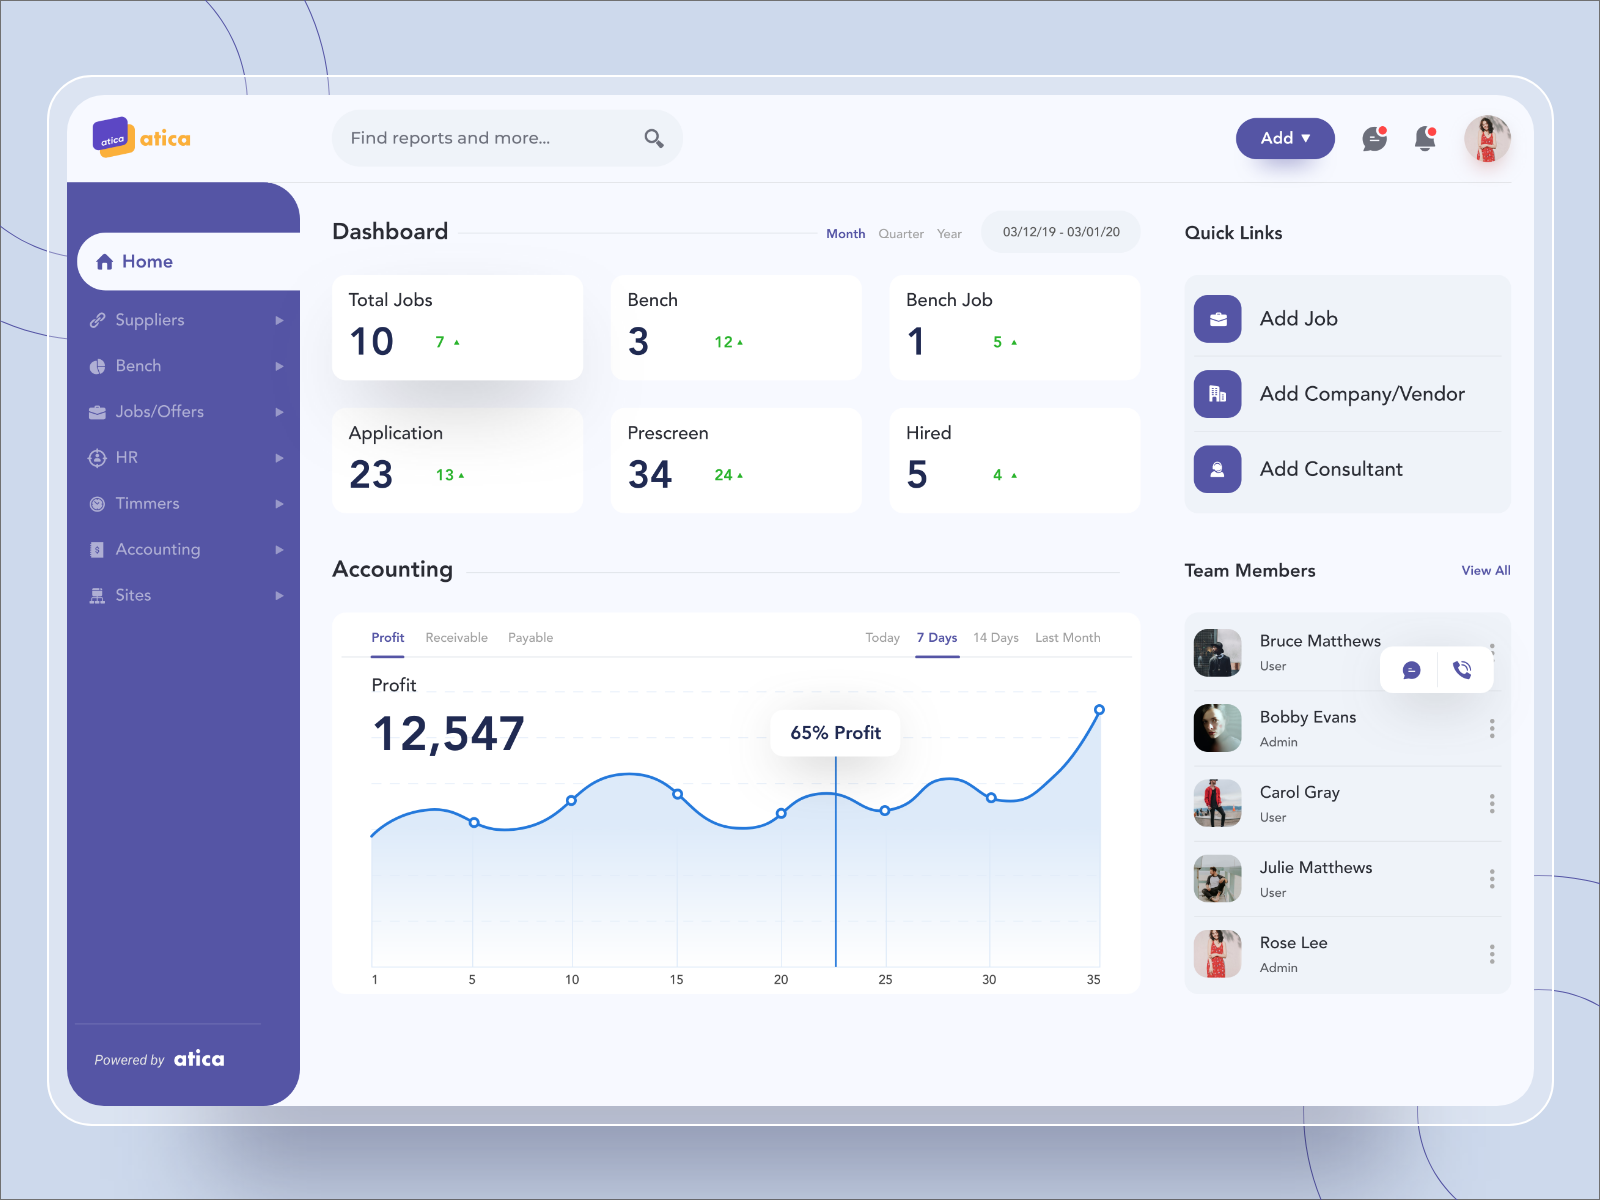 atica atica
Find reports and more...
Add
Home
Suppliers
Bench
Jobs/Offers
HR
Timmers
Accounting
Sites
Powered by atica
Dashboard
Month Quarter Year
03/12/19 - 03/01/20
Total Jobs
10 7
Bench
3 12
Bench Job
1 5
Application
23 13
Prescreen
34 24
Hired
5 4
Quick Links
Add Job
Add Company/Vendor
Add Consultant
Accounting
Profit Receivable Payable
Today 7 Days 14 Days Last Month
Profit
12,547
65% Profit
1 5 10 15 20 25 30 35
Team Members
View All
Bruce Matthews
User
Bobby Evans
Admin
Carol Gray
User
Julie Matthews
User
Rose Lee
Admin